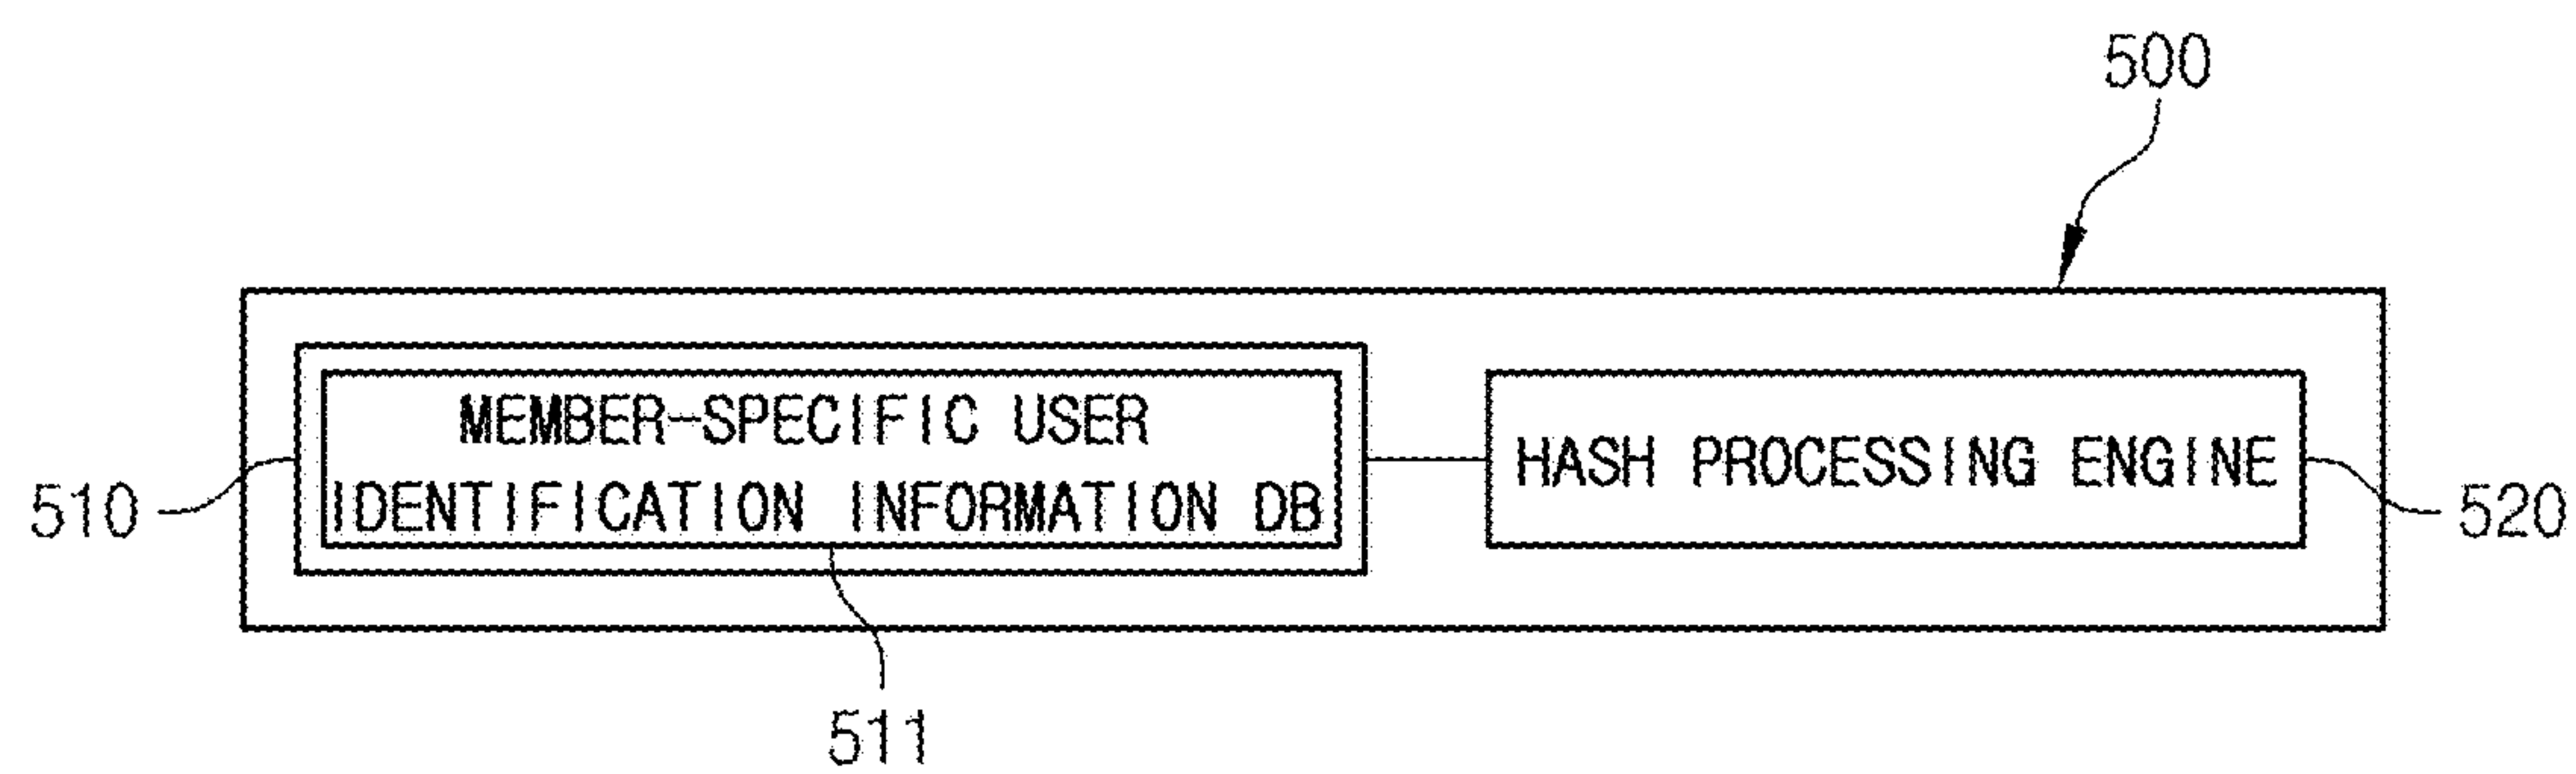 500
MEMBER-SPECIFIC USER
IDENTIFICATION INFORMATION DB
HASH PROCESSING ENGINE
510
520
511